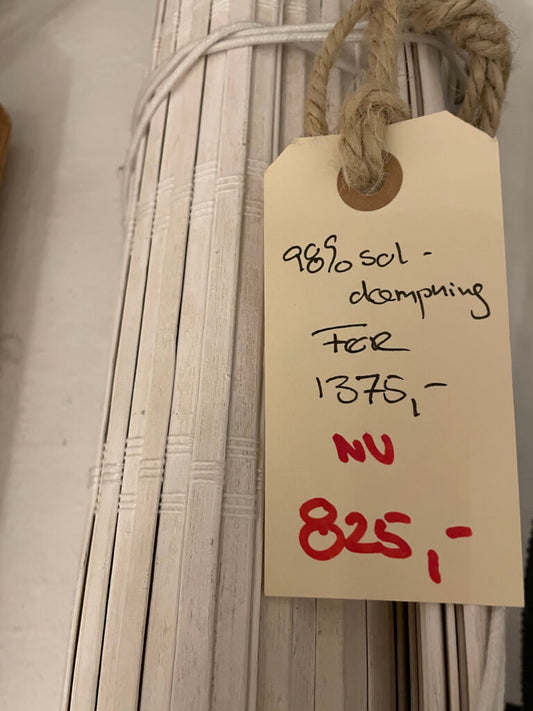 98% sol-
dæmpning
FØR
1375,-
NU
825,-